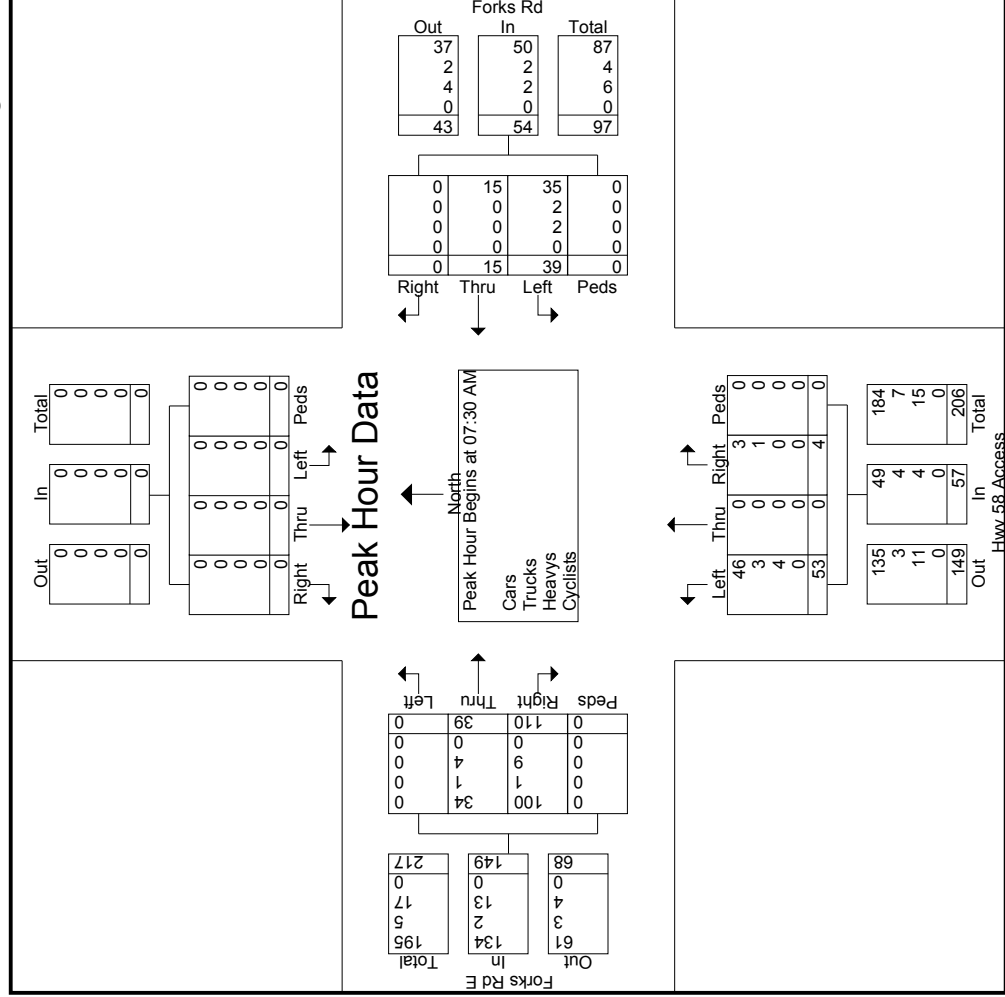 Forks Rd
Out In Total
37 50 87
2 2 4
4 2 6
0 0 0
43 54 97
0 15 35 0
0 0 2 0
0 0 2 0
0 0 0 0
0 15 39 0
Right Thru Left Peds
Out In Total
0 0 0
0 0 0
0 0 0
0 0 0
0 0 0
0 0 0 0
0 0 0 0
0 0 0 0
0 0 0 0
0 0 0 0
Right Thru Left Peds
Peak Hour Data
North
Peak Hour Begins at 07:30 AM
Cars
Trucks
Heavys
Cyclists
Left Thru Right Peds
46 0 3 0
3 0 1 0
4 0 0 0
0 0 0 0
53 0 4 0
135 49 184
3 4 7
11 4 15
0 0 0
149 57 206
Out In Total
Hwy 58 Access
Left Thru Right Peds
0 39 110 0
0 0 0 0
0 4 9 0
0 1 1 0
0 34 100 0
217 149 68
0 0 0
17 13 4
5 2 3
195 134 61
Total In Out
Forks Rd E